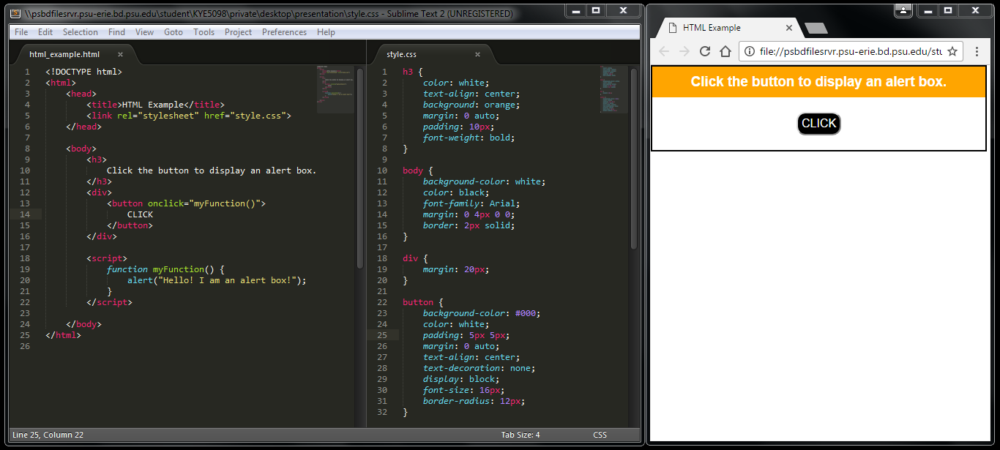 \\psbdfilesrvr.psu-erie.bd.psu.edu\student\KYE5098\private\desktop\presentation\style.css - Sublime Text 2 (UNREGISTERED)
File Edit Selection Find View Goto Tools Project Preferences Help
html_example.html ×
1 <!DOCTYPE html>
2 <html>
3 <head>
4 <title>HTML Example</title>
5 <link rel="stylesheet" href="style.css">
6 </head>
7
8 <body>
9 <h3>
10 Click the button to display an alert box.
11 </h3>
12 <div>
13 <button onclick="myFunction()">
14 CLICK
15 </button>
16 </div>
17
18 <script>
19 function myFunction() {
20 alert("Hello! I am an alert box!");
21 }
22 </script>
23
24 </body>
25 </html>
26
style.css ×
1 h3 {
2 color: white;
3 text-align: center;
4 background: orange;
5 margin: 0 auto;
6 padding: 10px;
7 font-weight: bold;
8 }
9
10 body {
11 background-color: white;
12 color: black;
13 font-family: Arial;
14 margin: 0 4px 0 0;
15 border: 2px solid;
16 }
17
18 div {
19 margin: 20px;
20 }
21
22 button {
23 background-color: #000;
24 color: white;
25 padding: 5px 5px;
26 margin: 0 auto;
27 text-align: center;
28 text-decoration: none;
29 display: block;
30 font-size: 16px;
31 border-radius: 12px;
32 }
Line 25, Column 22 Tab Size: 4 CSS
HTML Example ×
file://psbdfilesrvr.psu-erie.bd.psu.edu/stu
Click the button to display an alert box.
CLICK